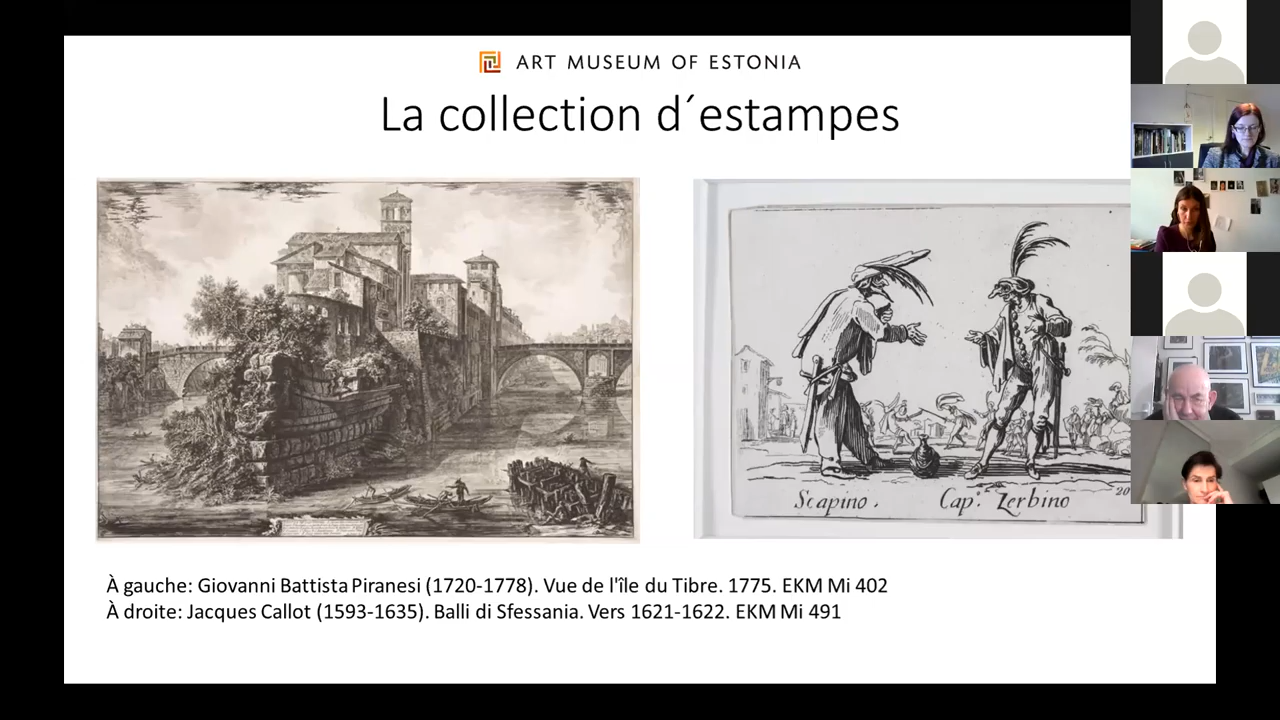 ART MUSEUM OF ESTONIA
La collection d´estampes
Scapino. Cap. Zerbino
20
À gauche: Giovanni Battista Piranesi (1720-1778). Vue de l'île du Tibre. 1775. EKM Mi 402
À droite: Jacques Callot (1593-1635). Balli di Sfessania. Vers 1621-1622. EKM Mi 491